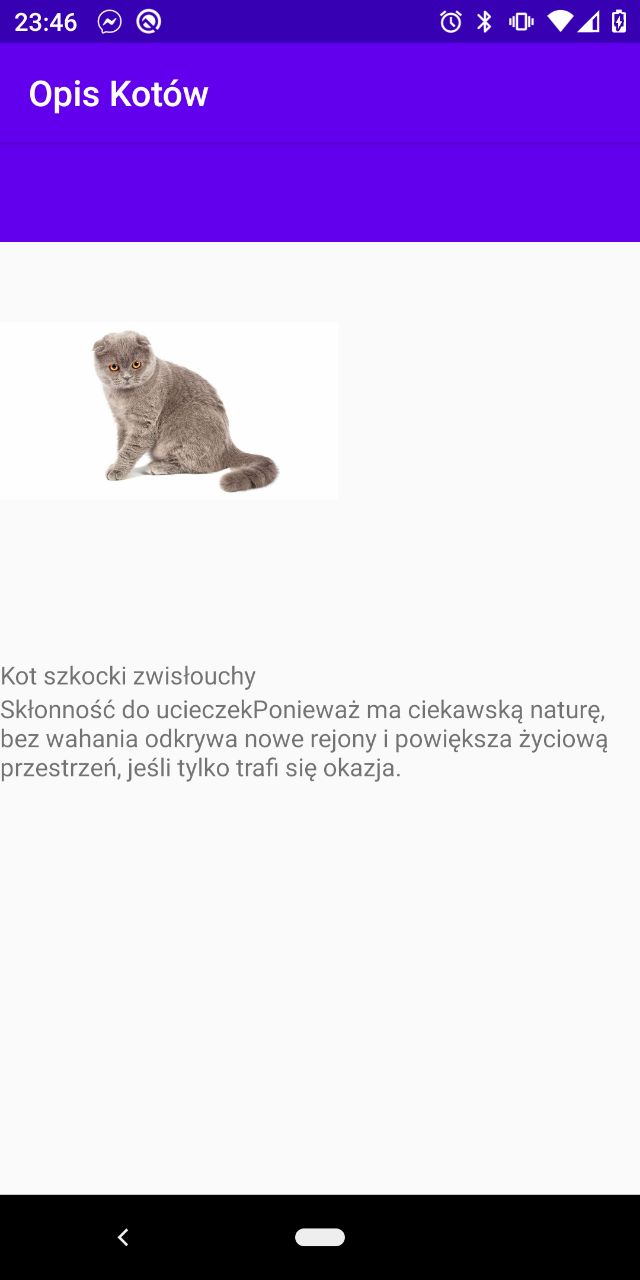 23:46
Opis Kotów
Kot szkocki zwisłouchy
Skłonność do ucieczekPonieważ ma ciekawską naturę,
bez wahania odkrywa nowe rejony i powiększa życiową
przestrzeń, jeśli tylko trafi się okazja.